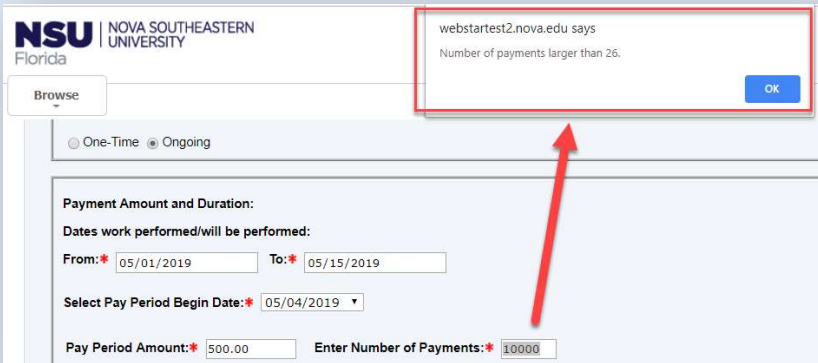 NSU NOVA SOUTHEASTERN
UNIVERSITY
Florida
webstartest2.nova.edu says
Number of payments larger than 26.
OK
Browse
One-Time Ongoing
Payment Amount and Duration:
Dates work performed/will be performed:
From:* 05/01/2019 To:* 05/15/2019
Select Pay Period Begin Date:* 05/04/2019
Pay Period Amount:* 500.00 Enter Number of Payments:* 10000